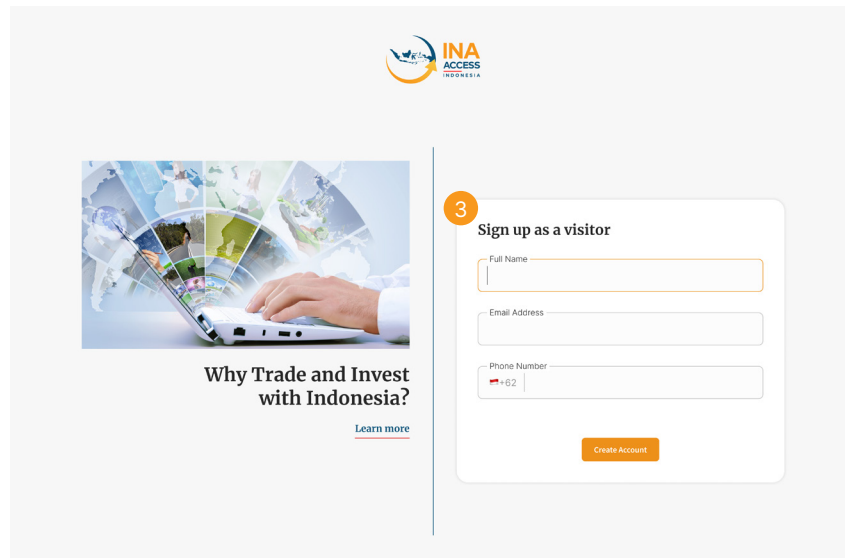 INA
ACCESS
INDONESIA
Why Trade and Invest
with Indonesia?
Learn more
3
Sign up as a visitor
Full Name
Email Address
Phone Number
+62
Create Account